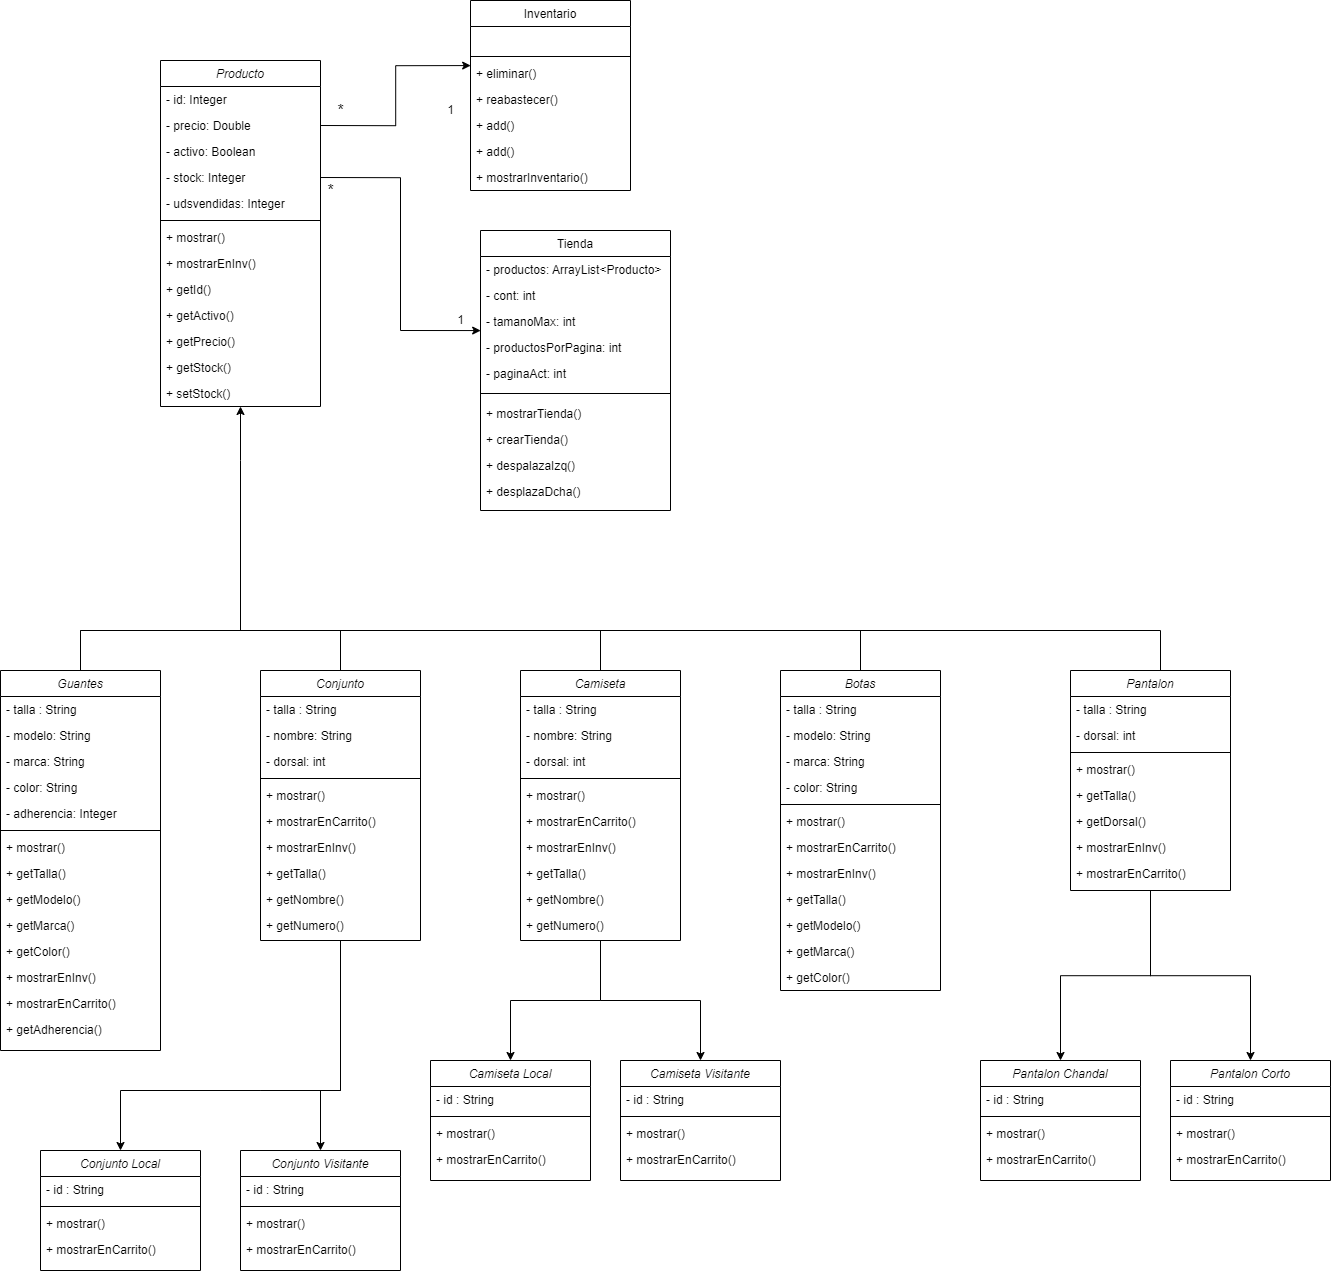 Inventario
+ eliminar()
+ reabastecer()
+ add()
+ add()
+ mostrarInventario()
Producto
- id: Integer
- precio: Double
- activo: Boolean
- stock: Integer
- udsvendidas: Integer
+ mostrar()
+ mostrarEnInv()
+ getId()
+ getActivo()
+ getPrecio()
+ getStock()
+ setStock()
*
1
*
1
Tienda
- productos: ArrayList<Producto>
- cont: int
- tamanoMax: int
- productosPorPagina: int
- paginaAct: int
+ mostrarTienda()
+ crearTienda()
+ despalazaIzq()
+ desplazaDcha()
Guantes
- talla : String
- modelo: String
- marca: String
- color: String
- adherencia: Integer
+ mostrar()
+ getTalla()
+ getModelo()
+ getMarca()
+ getColor()
+ mostrarEnInv()
+ mostrarEnCarrito()
+ getAdherencia()
Conjunto
- talla : String
- nombre: String
- dorsal: int
+ mostrar()
+ mostrarEnCarrito()
+ mostrarEnInv()
+ getTalla()
+ getNombre()
+ getNumero()
Camiseta
- talla : String
- nombre: String
- dorsal: int
+ mostrar()
+ mostrarEnCarrito()
+ mostrarEnInv()
+ getTalla()
+ getNombre()
+ getNumero()
Botas
- talla : String
- modelo: String
- marca: String
- color: String
+ mostrar()
+ mostrarEnCarrito()
+ mostrarEnInv()
+ getTalla()
+ getModelo()
+ getMarca()
+ getColor()
Pantalon
- talla : String
- dorsal: int
+ mostrar()
+ getTalla()
+ getDorsal()
+ mostrarEnInv()
+ mostrarEnCarrito()
Conjunto Local
- id : String
+ mostrar()
+ mostrarEnCarrito()
Conjunto Visitante
- id : String
+ mostrar()
+ mostrarEnCarrito()
Camiseta Local
- id : String
+ mostrar()
+ mostrarEnCarrito()
Camiseta Visitante
- id : String
+ mostrar()
+ mostrarEnCarrito()
Pantalon Chandal
- id : String
+ mostrar()
+ mostrarEnCarrito()
Pantalon Corto
- id : String
+ mostrar()
+ mostrarEnCarrito()